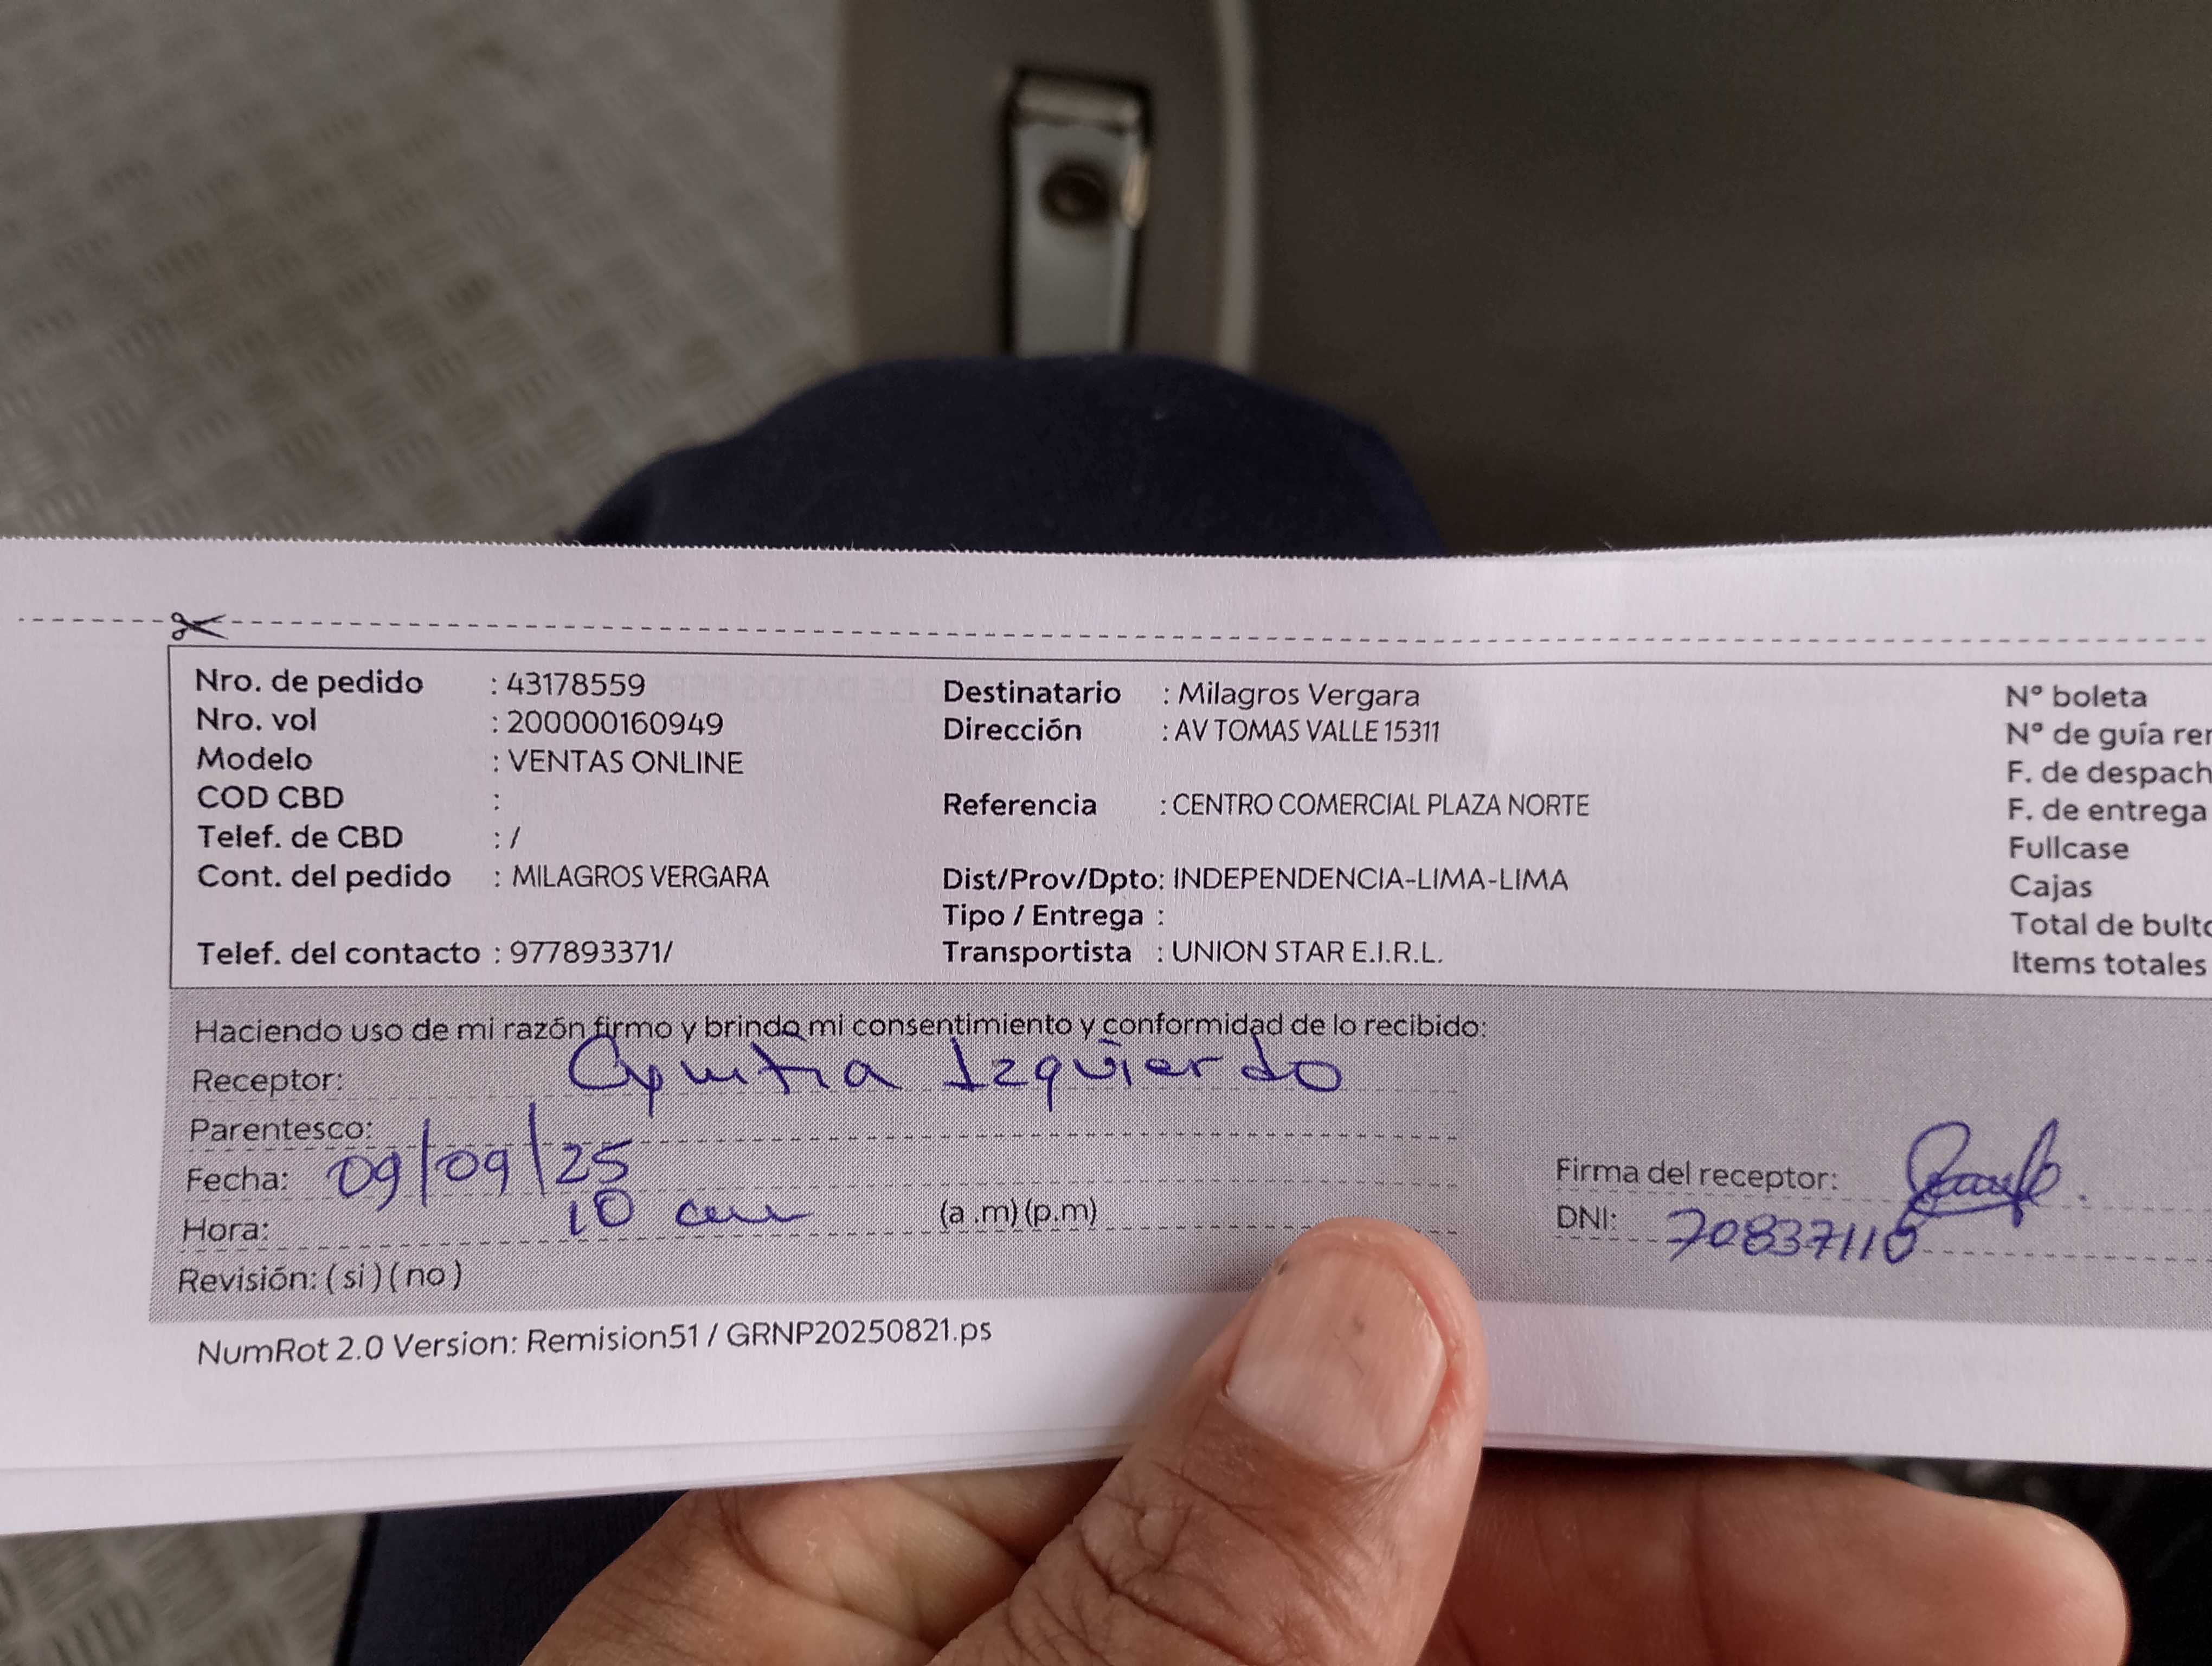 Nro. de pedido : 43178559
Nro. vol : 200000160949
Modelo : VENTAS ONLINE
COD CBD :
Telef. de CBD : /
Cont. del pedido : MILAGROS VERGARA
Telef. del contacto : 977893371/
Destinatario : Milagros Vergara
Dirección : AV TOMAS VALLE 15311
Referencia : CENTRO COMERCIAL PLAZA NORTE
Dist/Prov/Dpto: INDEPENDENCIA-LIMA-LIMA
Tipo / Entrega :
Transportista : UNION STAR E.I.R.L.
N° boleta
N° de guía rer
F. de despach
F. de entrega
Fullcase
Cajas
Total de bulto
Items totales
Haciendo uso de mi razón firmo y brindo mi consentimiento y conformidad de lo recibido:
Receptor: Cyntia Izquierdo
Parentesco:
Fecha: 09/09/25
Hora: 10 am (a .m) (p.m)
Revisión: ( si ) ( no )
Firma del receptor:
DNI: 70837110
NumRot 2.0 Version: Remision51 / GRNP20250821.ps